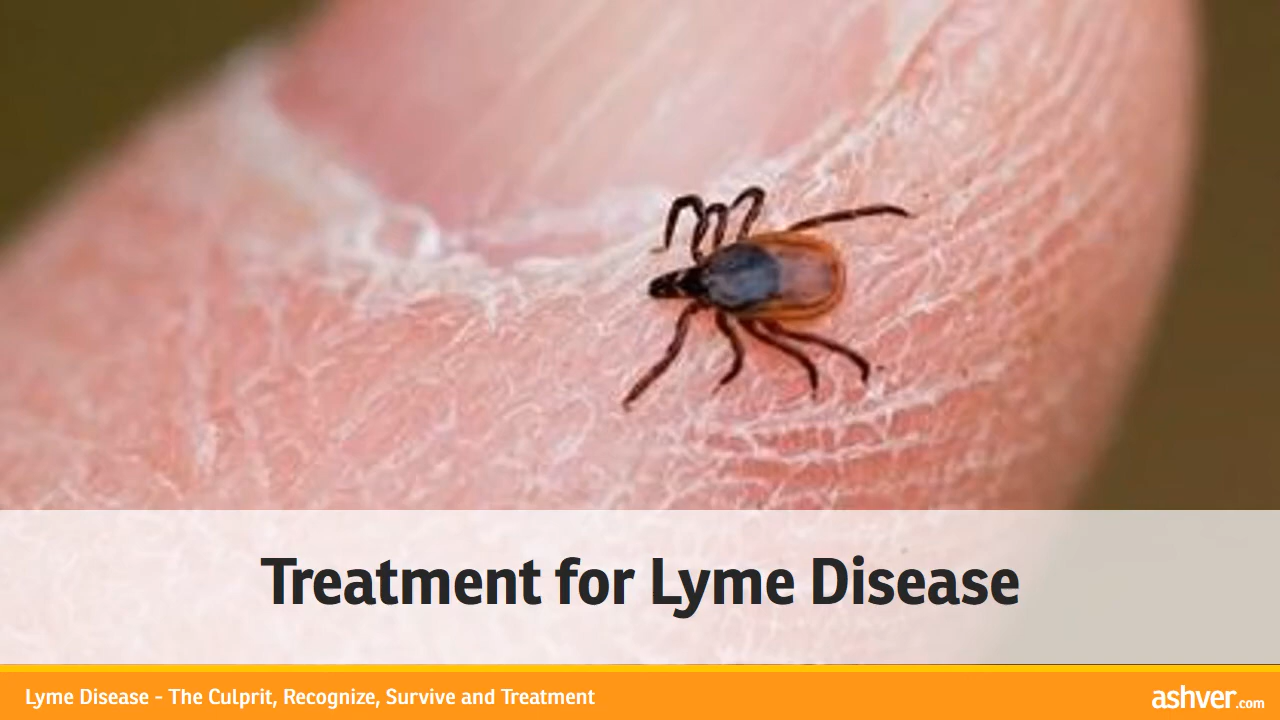 Treatment for Lyme Disease
Lyme Disease - The Culprit, Recognize, Survive and Treatment
ashver.com